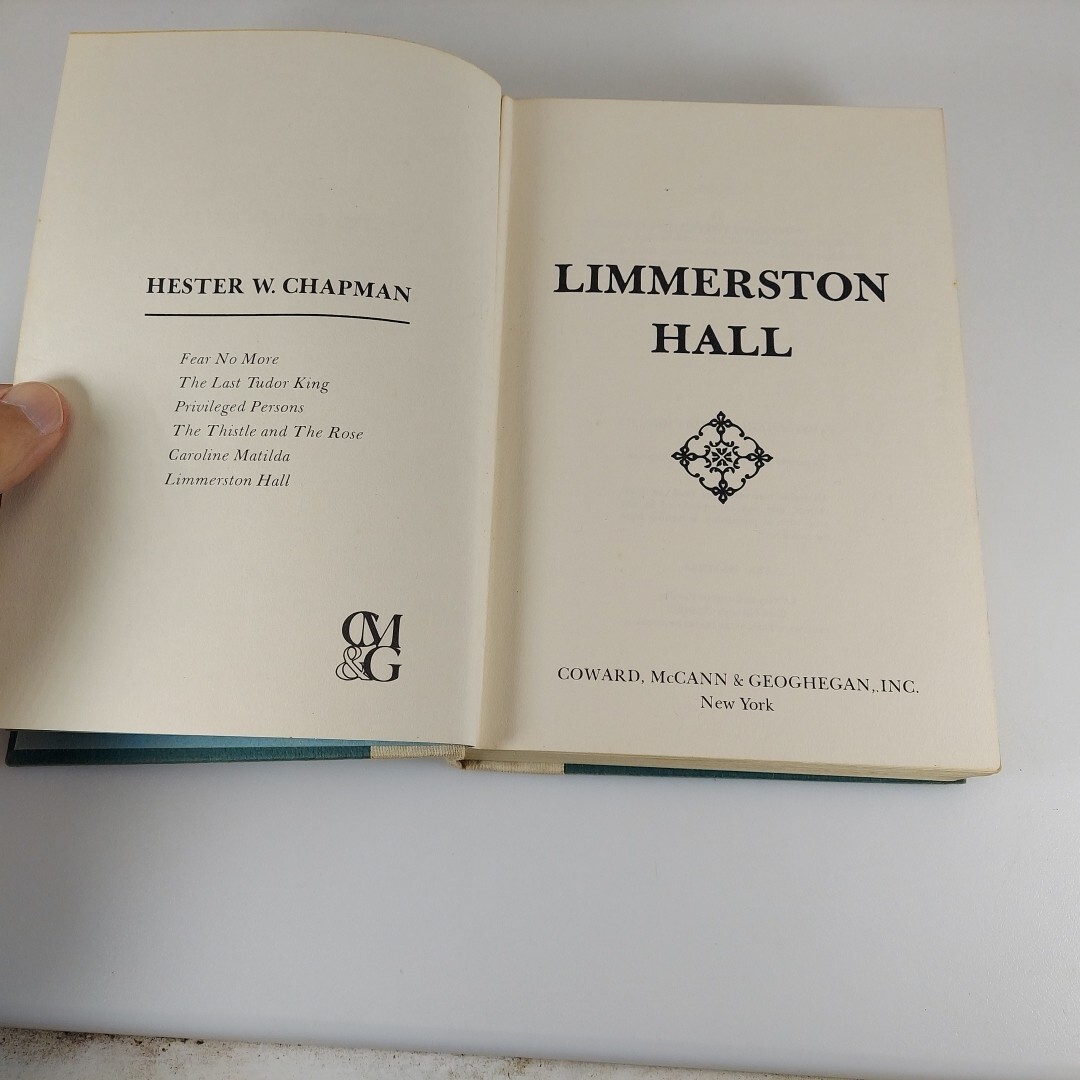 HESTER W. CHAPMAN
Fear No More
The Last Tudor King
Privileged Persons
The Thistle and The Rose
Caroline Matilda
Limmerston Hall
CM
&G
LIMMERSTON
HALL
COWARD, McCANN & GEOGHEGAN, INC.
New York